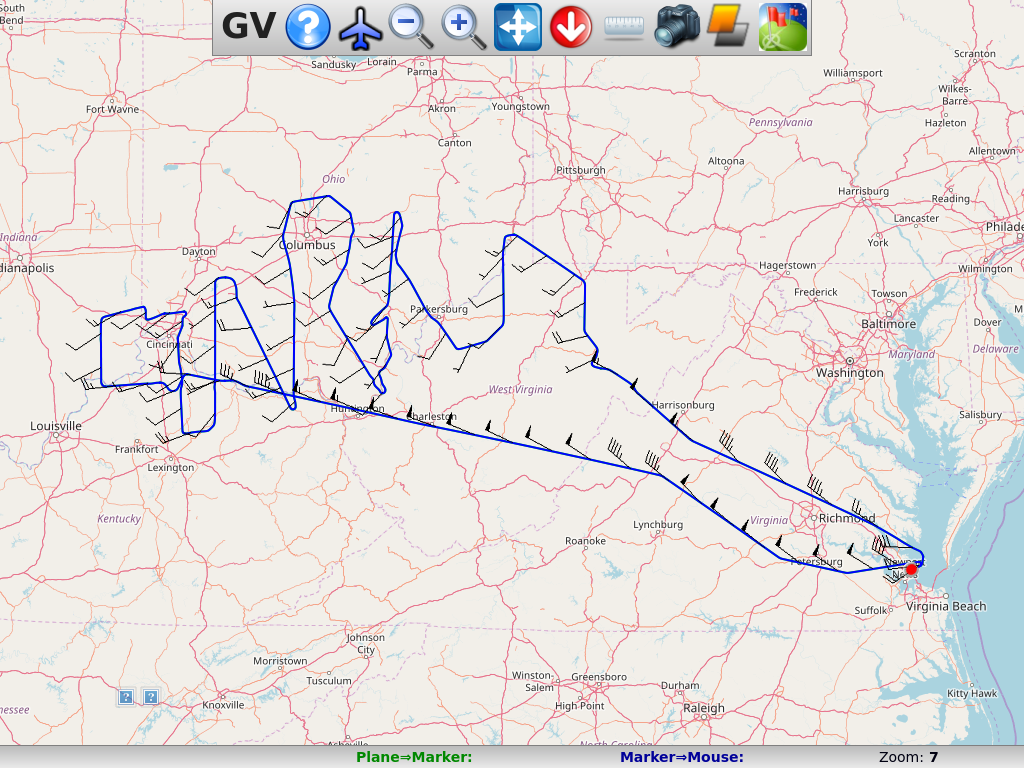 GV
South
Bend
Sandusky
Lorain
Parma
Scranton
Williamsport
Wilkes-
Barre
Fort Wayne
Akron
Youngstown
Hazleton
Pennsylvania
Canton
Allentown
Altoona
Pittsburgh
Ohio
Harrisburg
Reading
Lancaster
Indiana
Philade
York
Columbus
Dayton
dianapolis
Hagerstown
Wilmington
Frederick
Towson
Parkersburg
M
Baltimore
Dover
Cincinnati
Maryland
Delaware
Washington
West Virginia
Harrisonburg
Huntington
Charleston
Salisbury
Louisville
Frankfort
Lexington
Kentucky
Lynchburg
Virginia
Richmond
Roanoke
Petersburg
Newport
News
Suffolk
Virginia Beach
Johnson
City
Morristown
Tusculum
Winston-
Salem
Greensboro
Durham
Kitty Hawk
Knoxville
High Point
Raleigh
nessee
Asheville
North Carolina
Plane⇒Marker:
Marker⇒Mouse:
Zoom: 7